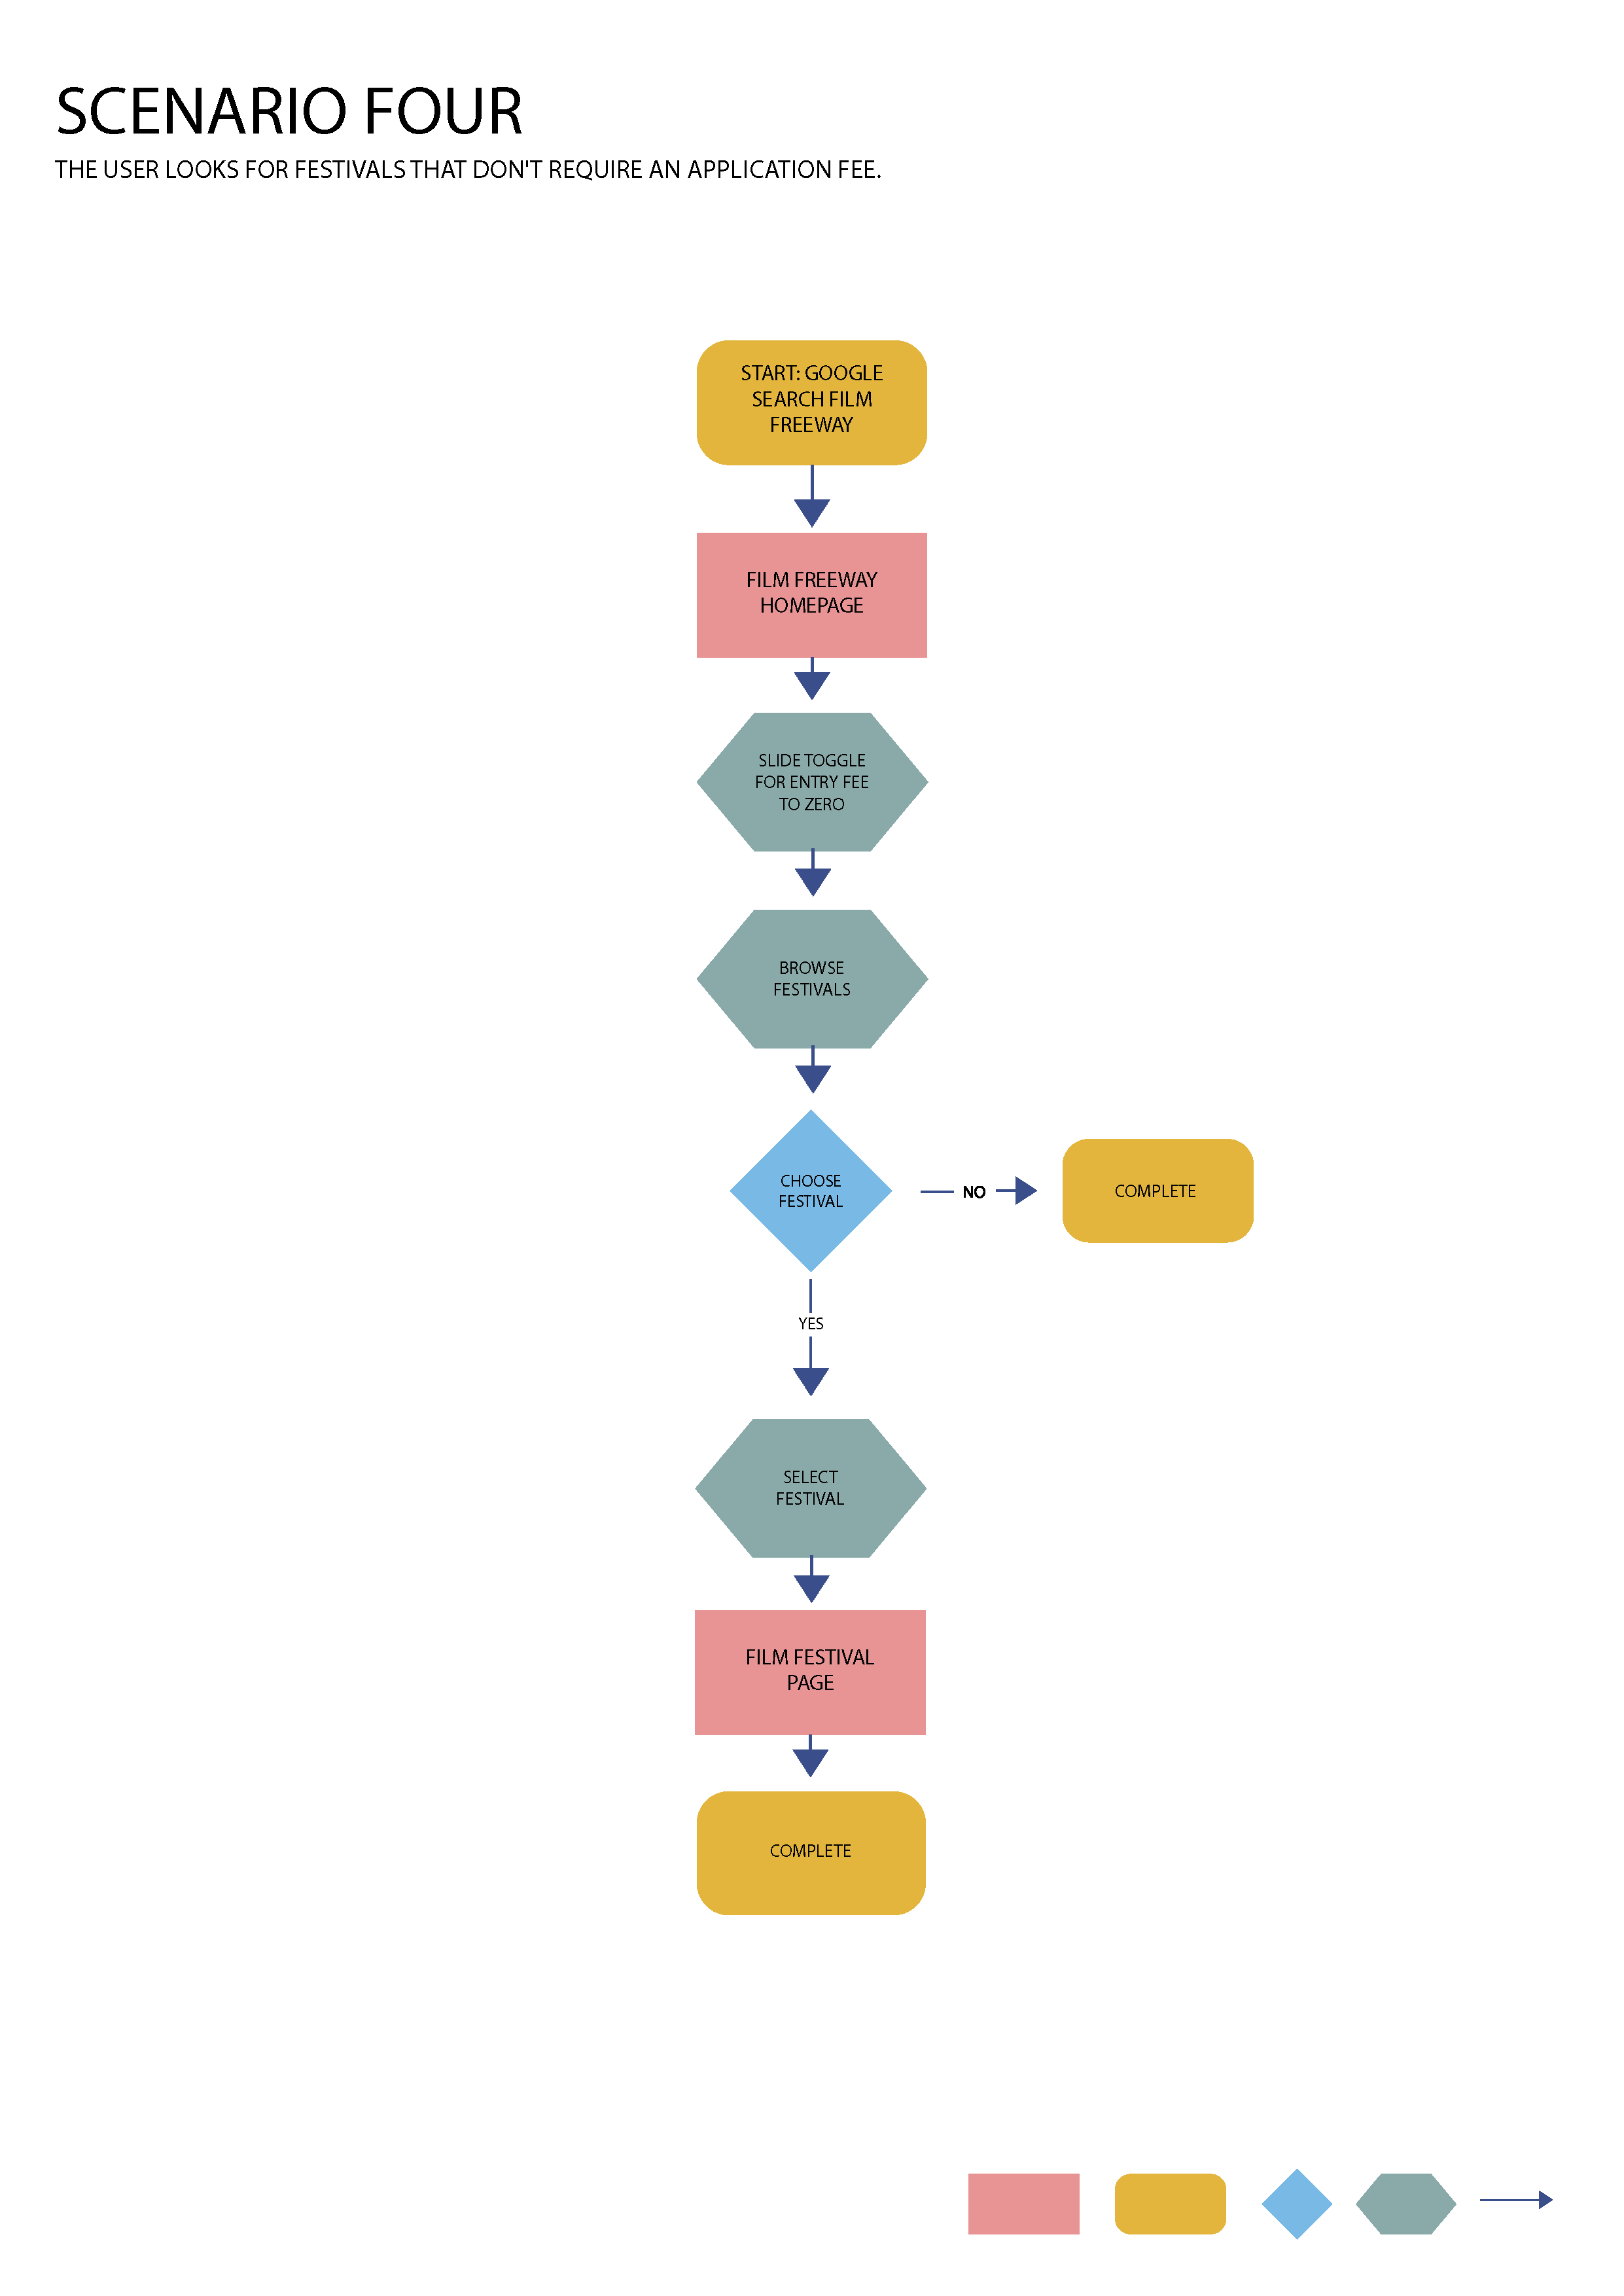 SCENARIO FOUR
THE USER LOOKS FOR FESTIVALS THAT DON'T REQUIRE AN APPLICATION FEE.
START: GOOGLE
SEARCH FILM
FREEWAY
FILM FREEWAY
HOMEPAGE
SLIDE TOGGLE
FOR ENTRY FEE
TO ZERO
BROWSE
FESTIVALS
CHOOSE
FESTIVAL
NO
COMPLETE
YES
SELECT
FESTIVAL
FILM FESTIVAL
PAGE
COMPLETE